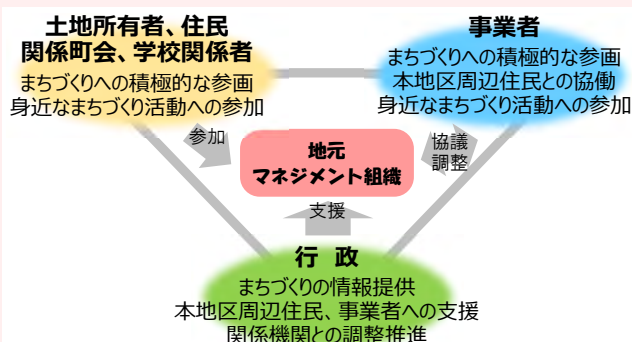 土地所有者、住民
関係町会、学校関係者
まちづくりへの積極的な参画
身近なまちづくり活動への参加
事業者
まちづくりへの積極的な参画
本地区周辺住民との協働
身近なまちづくり活動への参加
参加
地元
マネジメント組織
協議
調整
支援
行 政
まちづくりの情報提供
本地区周辺住民、事業者への支援
関係機関との調整推進